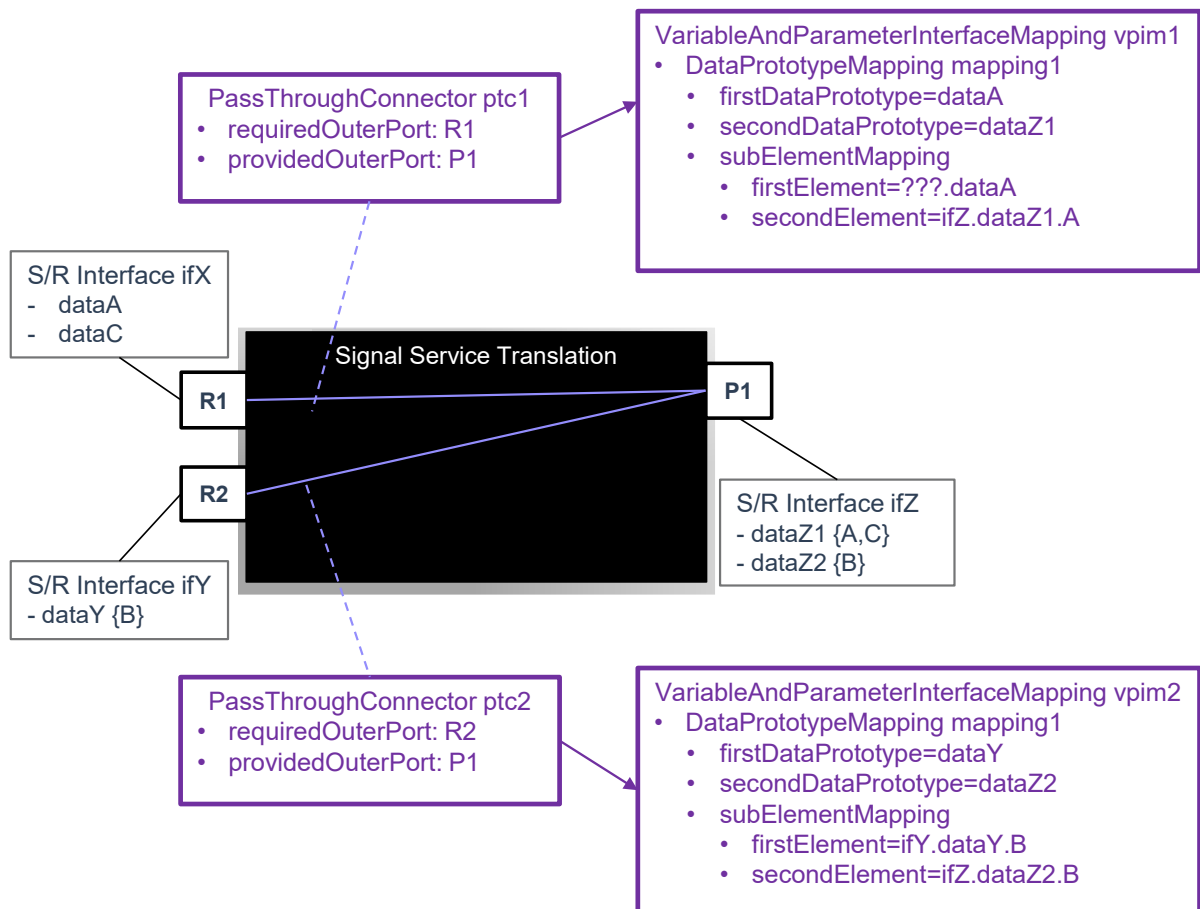 VariableAndParameterInterfaceMapping vpim1
• DataPrototypeMapping mapping1
• firstDataPrototype=dataA
• secondDataPrototype=dataZ1
• subElementMapping
• firstElement=???.dataA
• secondElement=ifZ.dataZ1.A
PassThroughConnector ptc1
• requiredOuterPort: R1
• providedOuterPort: P1
S/R Interface ifX
- dataA
- dataC
Signal Service Translation
R1
P1
R2
S/R Interface ifZ
- dataZ1 {A,C}
- dataZ2 {B}
S/R Interface ifY
- dataY {B}
PassThroughConnector ptc2
• requiredOuterPort: R2
• providedOuterPort: P1
VariableAndParameterInterfaceMapping vpim2
• DataPrototypeMapping mapping1
• firstDataPrototype=dataY
• secondDataPrototype=dataZ2
• subElementMapping
• firstElement=ifY.dataY.B
• secondElement=ifZ.dataZ2.B